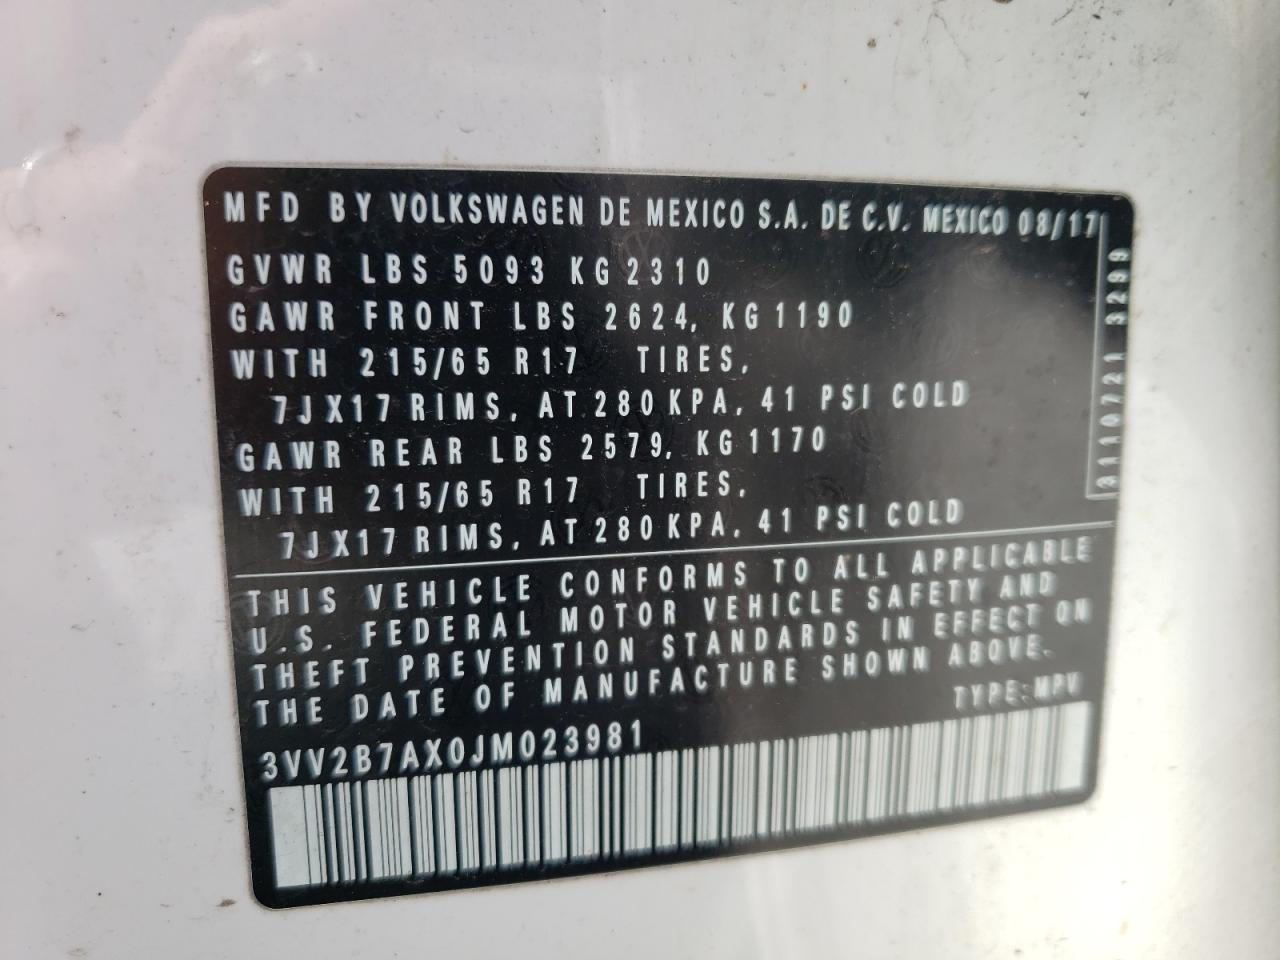 MFD BY VOLKSWAGEN DE MEXICO S.A. DE C.V. MEXICO 08/17
GVWR LBS 5093 KG 2310
GAWR FRONT LBS 2624, KG 1190
WITH 215/65 R17 TIRES,
7JX17 RIMS, AT 280 KPA, 41 PSI COLD
GAWR REAR LBS 2579, KG 1170
WITH 215/65 R17 TIRES,
7JX17 RIMS, AT 280 KPA, 41 PSI COLD
3110721 3299
THIS VEHICLE CONFORMS TO ALL APPLICABLE
U.S. FEDERAL MOTOR VEHICLE SAFETY AND
THEFT PREVENTION STANDARDS IN EFFECT ON
THE DATE OF MANUFACTURE SHOWN ABOVE.
TYPE: MPV
3VV2B7AX0JM023981